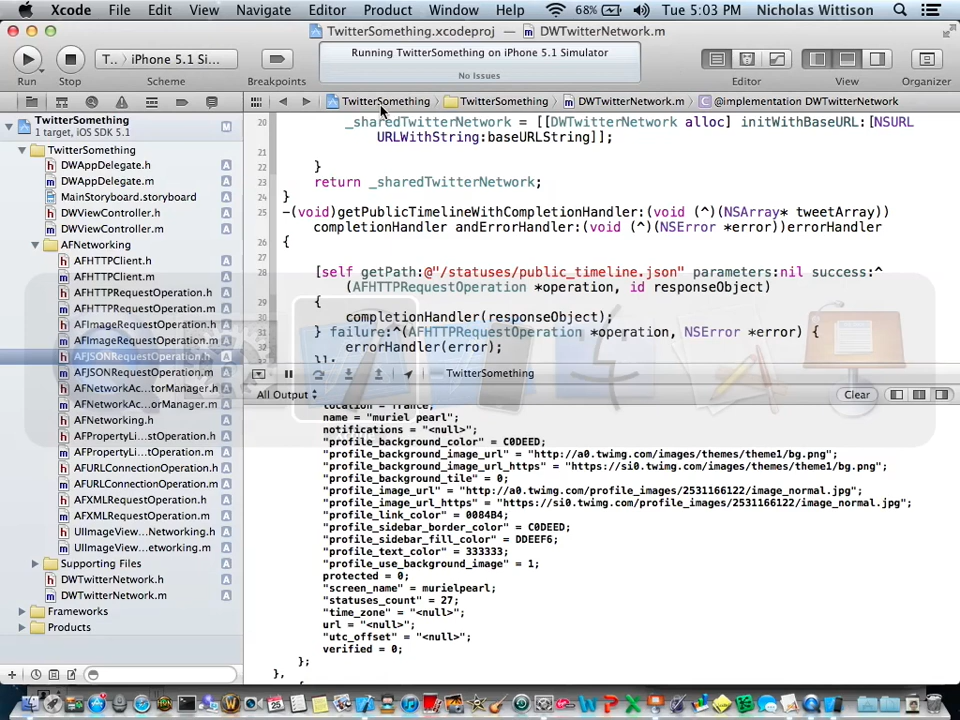 Xcode File Edit View Navigate Editor Product Window Help 68% Tue 5:03 PM Nicholas Wittison
TwitterSomething.xcodeproj — DWTwitterNetwork.m
Running TwitterSomething on iPhone 5.1 Simulator
No Issues
T... iPhone 5.1 Si...
Run Stop Scheme Breakpoints Editor View Organizer
TwitterSomething TwitterSomething DWTwitterNetwork.m @implementation DWTwitterNetwork
TwitterSomething M
1 target, iOS SDK 5.1
TwitterSomething
DWAppDelegate.h A
DWAppDelegate.m A
MainStoryboard.storyboard A
DWViewController.h A
DWViewController.m A
AFNetworking
AFHTTPClient.h A
AFHTTPClient.m A
AFHTTPRequestOperation.h A
AFHTTPRequestOperation.m A
AFImageRequestOperation.h A
AFImageRequestOperation.m A
AFJSONRequestOperation.h A
AFJSONRequestOperation.m A
AFNetworkAc...torManager.h A
AFNetworkAc...orManager.m A
AFNetworking.h A
AFPropertyLi...stOperation.h A
AFPropertyLi...tOperation.m A
AFURLConnectionOperation.h A
AFURLConnectionOperation.m A
AFXMLRequestOperation.h A
AFXMLRequestOperation.m A
UIImageView...Networking.h A
UIImageView...etworking.m A
Supporting Files
DWTwitterNetwork.h A
DWTwitterNetwork.m A
Frameworks
Products
20 _sharedTwitterNetwork = [[DWTwitterNetwork alloc] initWithBaseURL:[NSURL
URLWithString:baseURLString]];
21
22 }
23 return _sharedTwitterNetwork;
24 }
25 -(void)getPublicTimelineWithCompletionHandler:(void (^)(NSArray* tweetArray))
completionHandler andErrorHandler:(void (^)(NSError *error))errorHandler
26 {
28 [self getPath:@"/statuses/public_timeline.json" parameters:nil success:^
(AFHTTPRequestOperation *operation, id responseObject)
29 {
30 completionHandler(responseObject);
31 } failure:^(AFHTTPRequestOperation *operation, NSError *error) {
32 errorHandler(error);
}];
TwitterSomething
All Output Clear
location = france;
name = "muriel pearl";
notifications = "<null>";
"profile_background_color" = C0DEED;
"profile_background_image_url" = "http://a0.twimg.com/images/themes/theme1/bg.png";
"profile_background_image_url_https" = "https://si0.twimg.com/images/themes/theme1/bg.png";
"profile_background_tile" = 0;
"profile_image_url" = "http://a0.twimg.com/profile_images/2531166122/image_normal.jpg";
"profile_image_url_https" = "https://si0.twimg.com/profile_images/2531166122/image_normal.jpg";
"profile_link_color" = 0084B4;
"profile_sidebar_border_color" = C0DEED;
"profile_sidebar_fill_color" = DDEEF6;
"profile_text_color" = 333333;
"profile_use_background_image" = 1;
protected = 0;
"screen_name" = murielpearl;
"statuses_count" = 27;
"time_zone" = "<null>";
url = "<null>";
"utc_offset" = "<null>";
verified = 0;
};
},